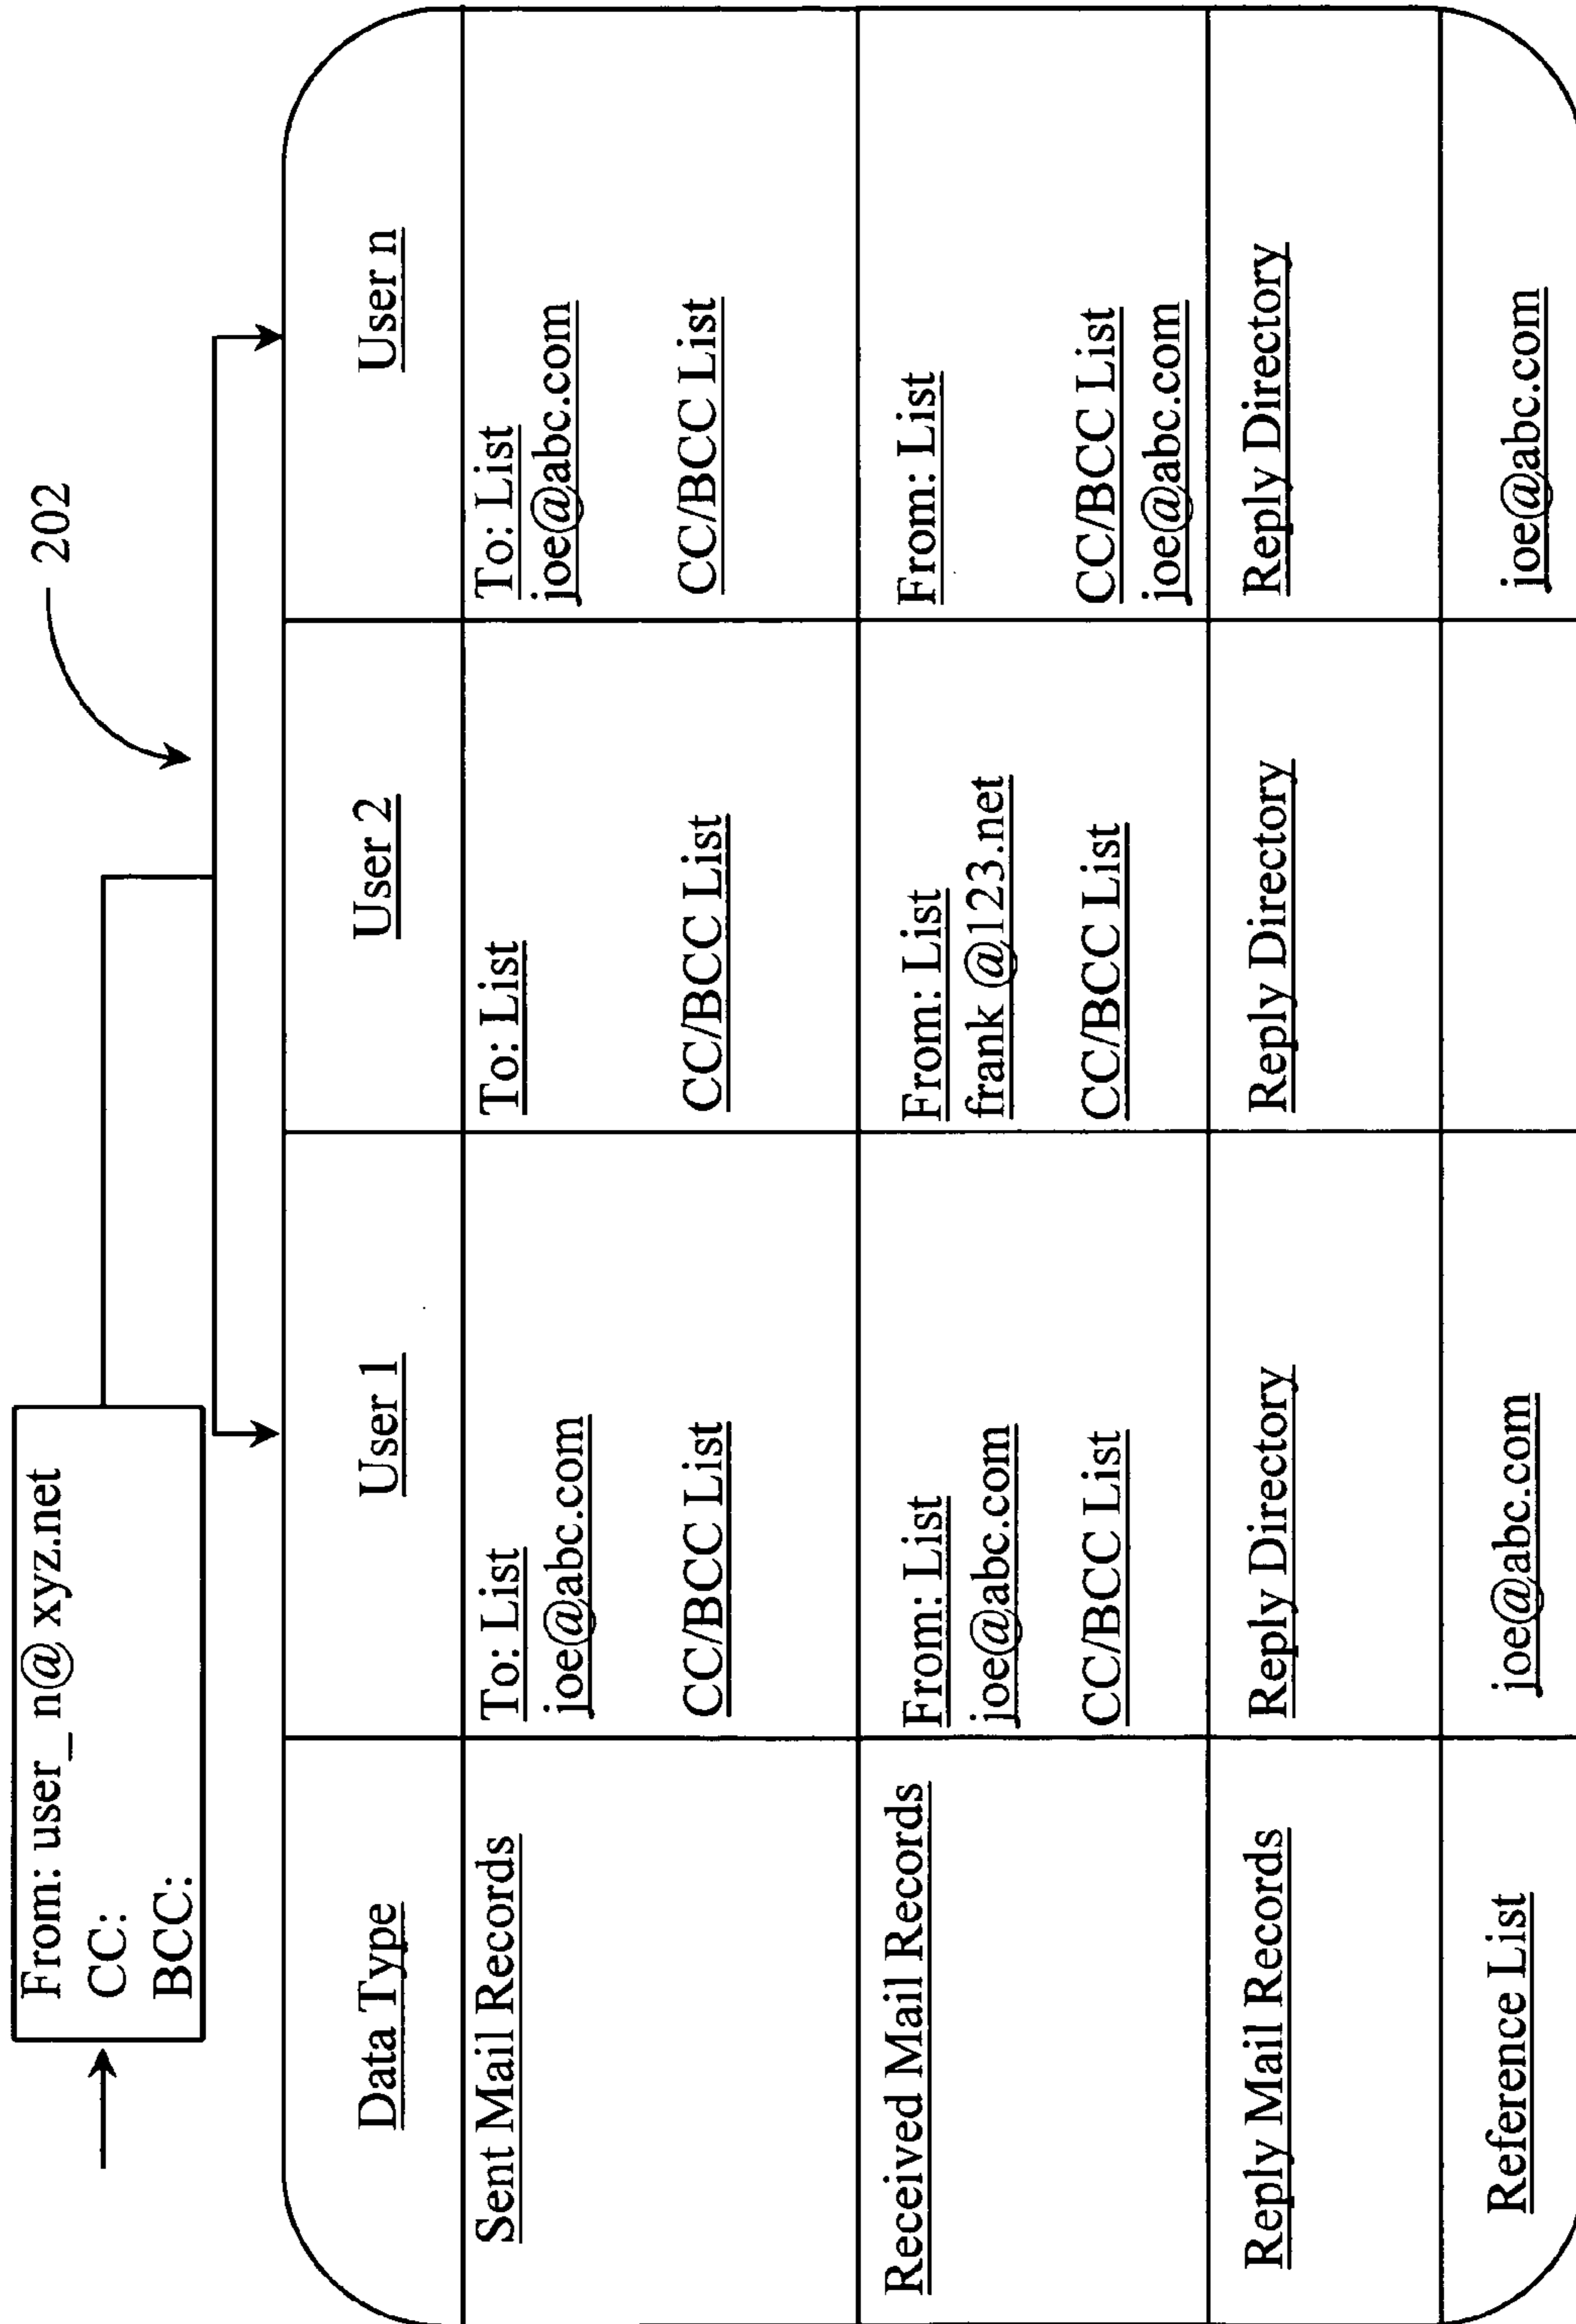 202
From: user_n@ xyz.net
CC:
BCC:
Data Type
User 1
User 2
User n
Sent Mail Records
To: List
joe@abc.com
CC/BCC List
To: List
CC/BCC List
To: List
joe@abc.com
CC/BCC List
Received Mail Records
From: List
joe@abc.com
CC/BCC List
From: List
frank @123.net
CC/BCC List
From: List
CC/BCC List
joe@abc.com
Reply Mail Records
Reply Directory
Reply Directory
Reply Directory
Reference List
joe@abc.com
joe@abc.com